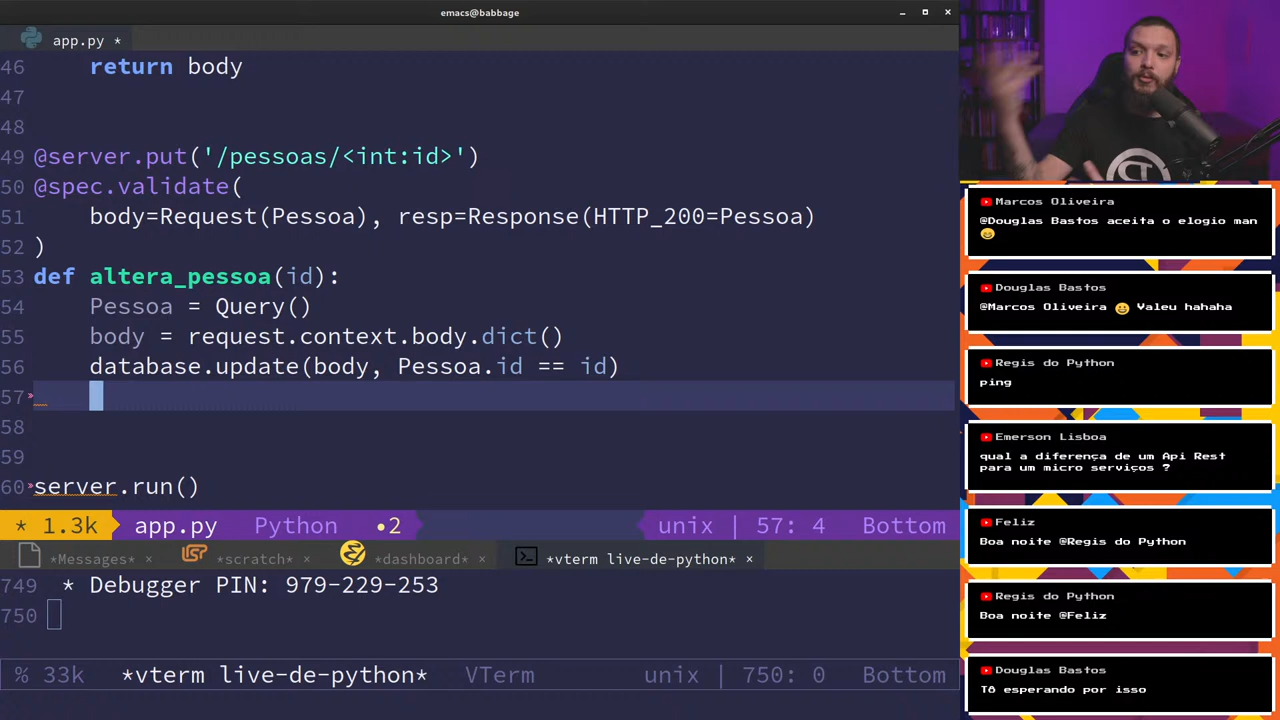 emacs@babbage
app.py *
46 return body
47
48
49 @server.put('/pessoas/<int:id>')
50 @spec.validate(
51 body=Request(Pessoa), resp=Response(HTTP_200=Pessoa)
52 )
53 def altera_pessoa(id):
54 Pessoa = Query()
55 body = request.context.body.dict()
56 database.update(body, Pessoa.id == id)
57
58
59
60 server.run()
* 1.3k app.py Python •2 unix | 57: 4 Bottom
*Messages* × *scratch* × *dashboard* × *vterm live-de-python* ×
749 * Debugger PIN: 979-229-253
750
% 33k *vterm live-de-python* VTerm unix | 750: 0 Bottom
Marcos Oliveira
@Douglas Bastos aceita o elogio man
Douglas Bastos
@Marcos Oliveira Valeu hahaha
Regis do Python
ping
Emerson Lisboa
qual a diferença de um Api Rest
para um micro serviços ?
Feliz
Boa noite @Regis do Python
Regis do Python
Boa noite @Feliz
Douglas Bastos
Tô esperando por isso